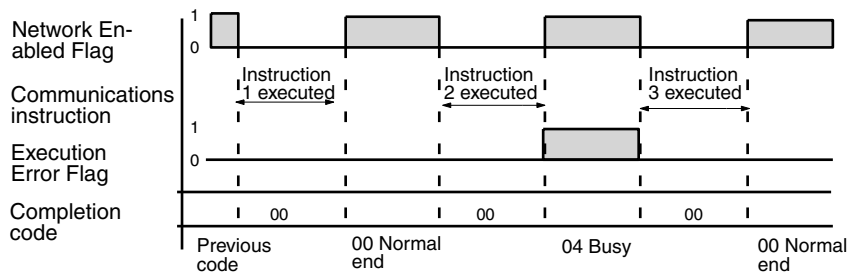 Network En-
abled Flag
1
0
Instruction
1 executed
Instruction
2 executed
Instruction
3 executed
Communications
instruction
1
0
Execution
Error Flag
Completion
code
00
00
00
Previous
code
00 Normal
end
04 Busy
00 Normal
end